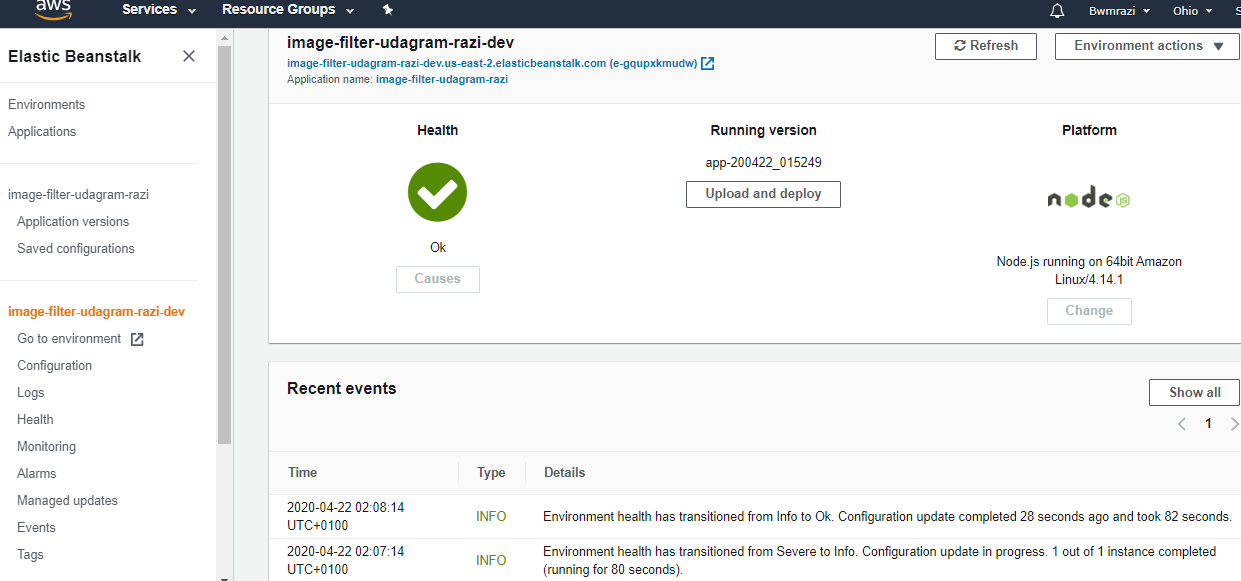 aws
Services
Resource Groups
Bwmrazi
Ohio
S
Elastic Beanstalk
Environments
Applications
image-filter-udagram-razi
Application versions
Saved configurations
image-filter-udagram-razi-dev
Go to environment
Configuration
Logs
Health
Monitoring
Alarms
Managed updates
Events
Tags
image-filter-udagram-razi-dev
image-filter-udagram-razi-dev.us-east-2.elasticbeanstalk.com (e-gqupxkmudw)
Application name: image-filter-udagram-razi
Refresh
Environment actions
Health
Ok
Causes
Running version
app-200422_015249
Upload and deploy
Platform
node
JS
Node.js running on 64bit Amazon
Linux/4.14.1
Change
Recent events
Show all
1
Time
Type
Details
2020-04-22 02:08:14
UTC+0100
INFO
Environment health has transitioned from Info to Ok. Configuration update completed 28 seconds ago and took 82 seconds.
2020-04-22 02:07:14
UTC+0100
INFO
Environment health has transitioned from Severe to Info. Configuration update in progress. 1 out of 1 instance completed
(running for 80 seconds).